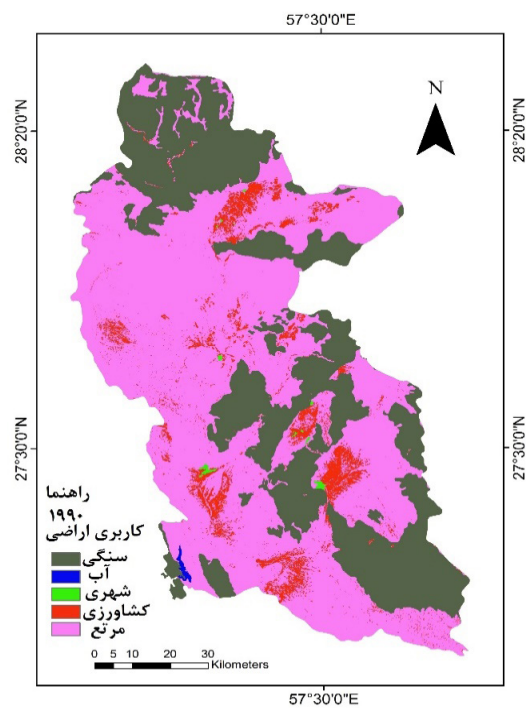 57°30'0"E
N
28°20'0"N
28°20'0"N
27°30'0"N
27°30'0"N
راهنما
۱۹۹۰
کاربری اراضی
سنگی
آب
شهری
کشاورزی
مرتع
0 5 10 20 30
Kilometers
57°30'0"E